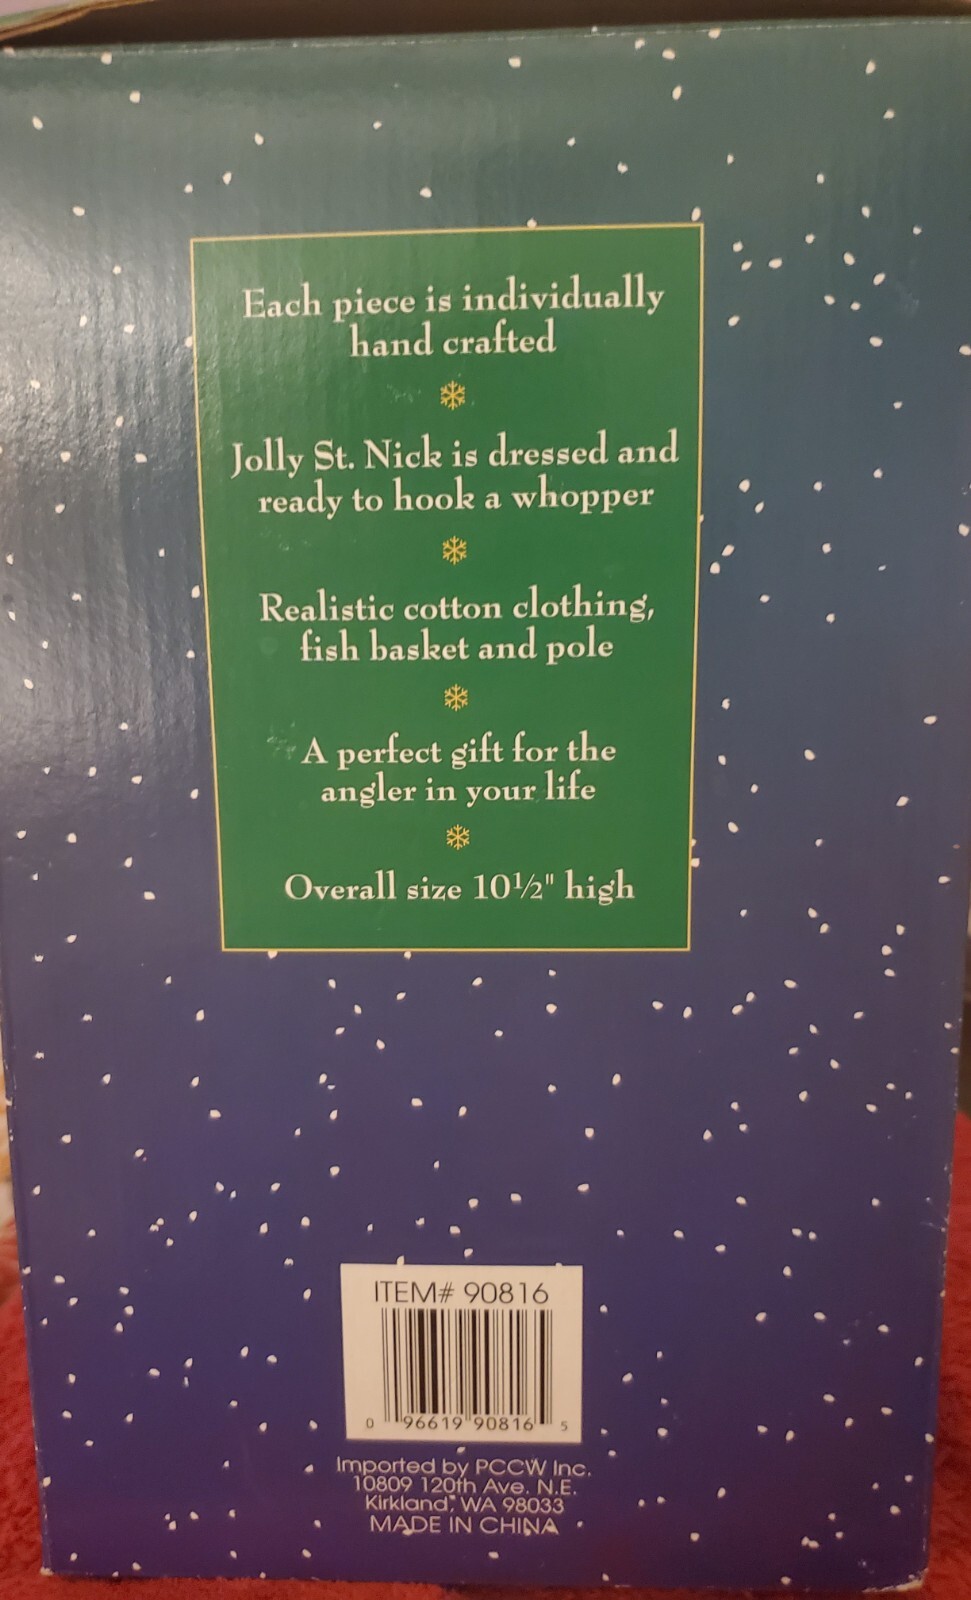 Each piece is individually
hand crafted
Jolly St. Nick is dressed and
ready to hook a whopper
Realistic cotton clothing,
fish basket and pole
A perfect gift for the
angler in your life
Overall size 10½" high
ITEM# 90816
0 96619 90816 5
Imported by PCCW Inc.
10809 120th Ave. N.E.
Kirkland, WA 98033
MADE IN CHINA